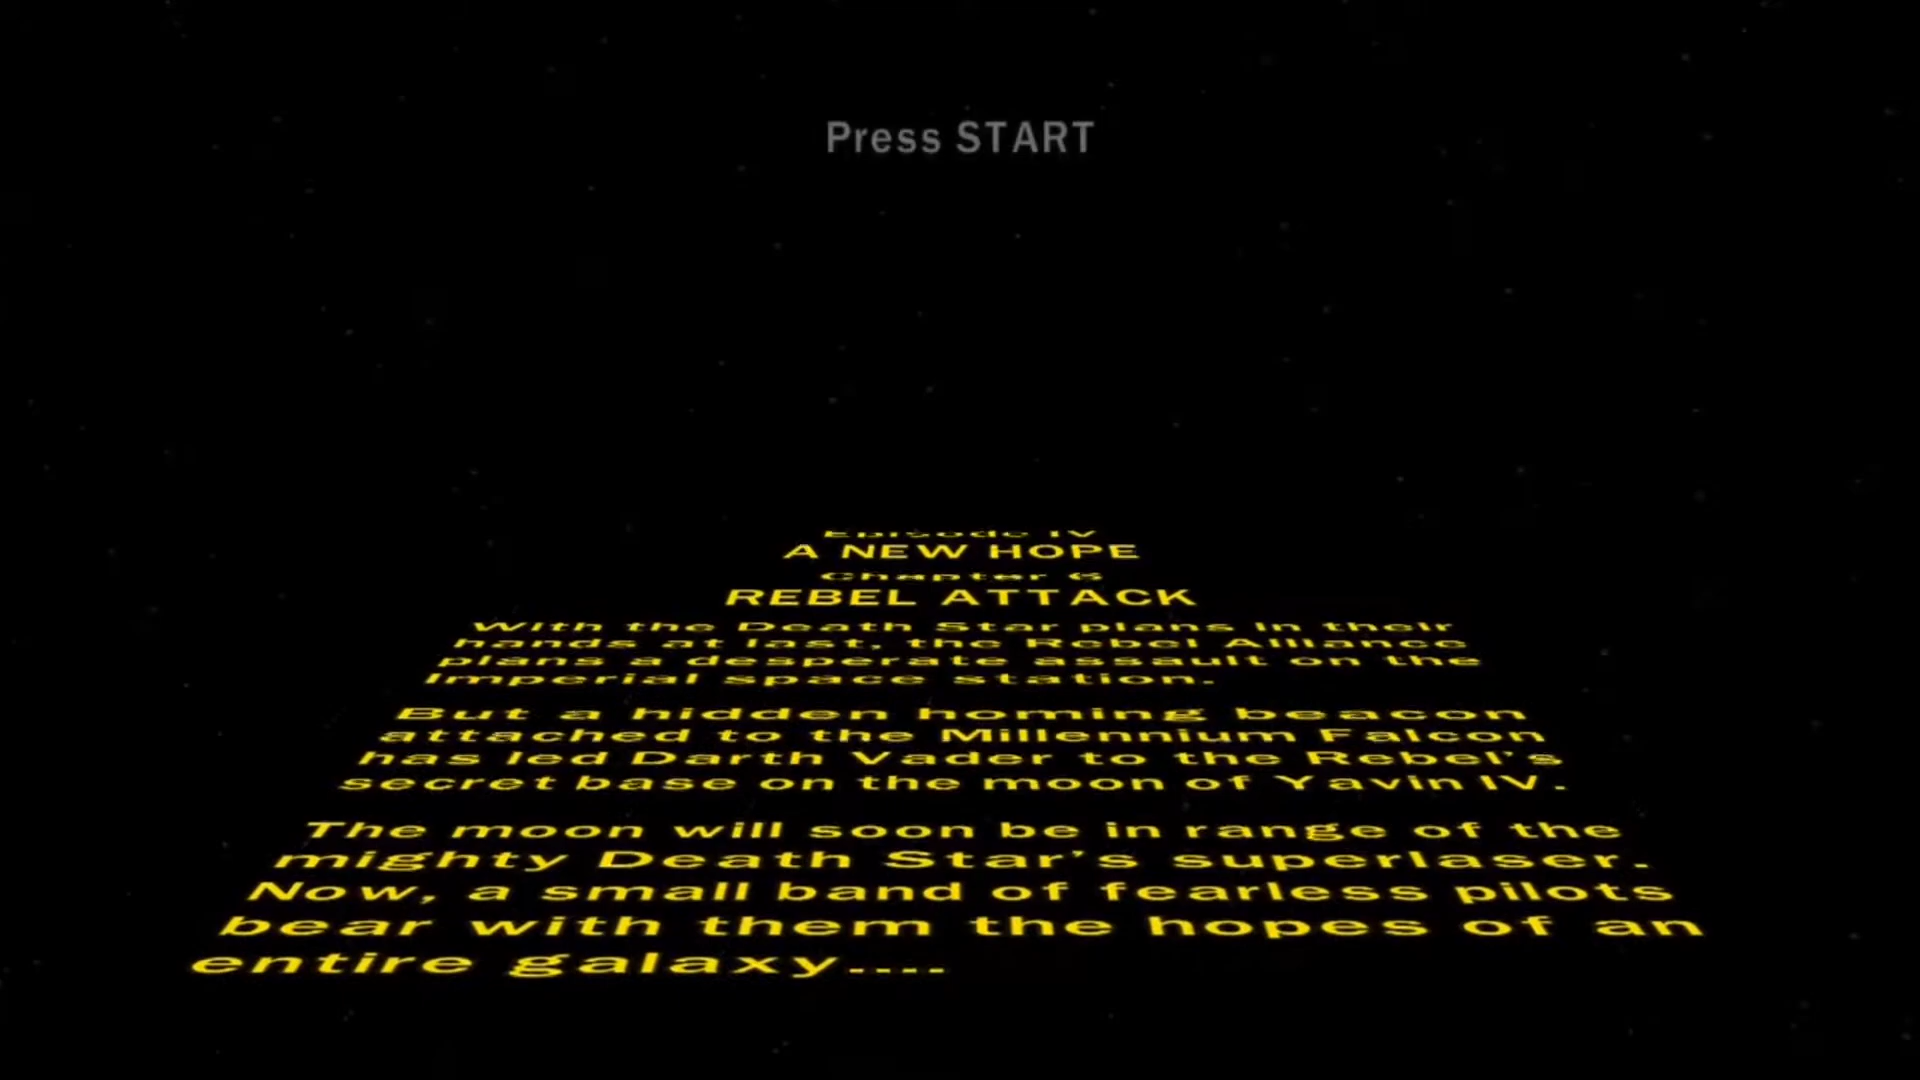 Press START
Episode IV
A NEW HOPE
Chapter 6
REBEL ATTACK
With the Death Star plans in their
hands at last, the Rebel Alliance
plans a desperate assault on the
Imperial space station.
But a hidden homing beacon
attached to the Millennium Falcon
has led Darth Vader to the Rebel's
secret base on the moon of Yavin IV.
The moon will soon be in range of the
mighty Death Star's superlaser.
Now, a small band of fearless pilots
bear with them the hopes of an
entire galaxy....